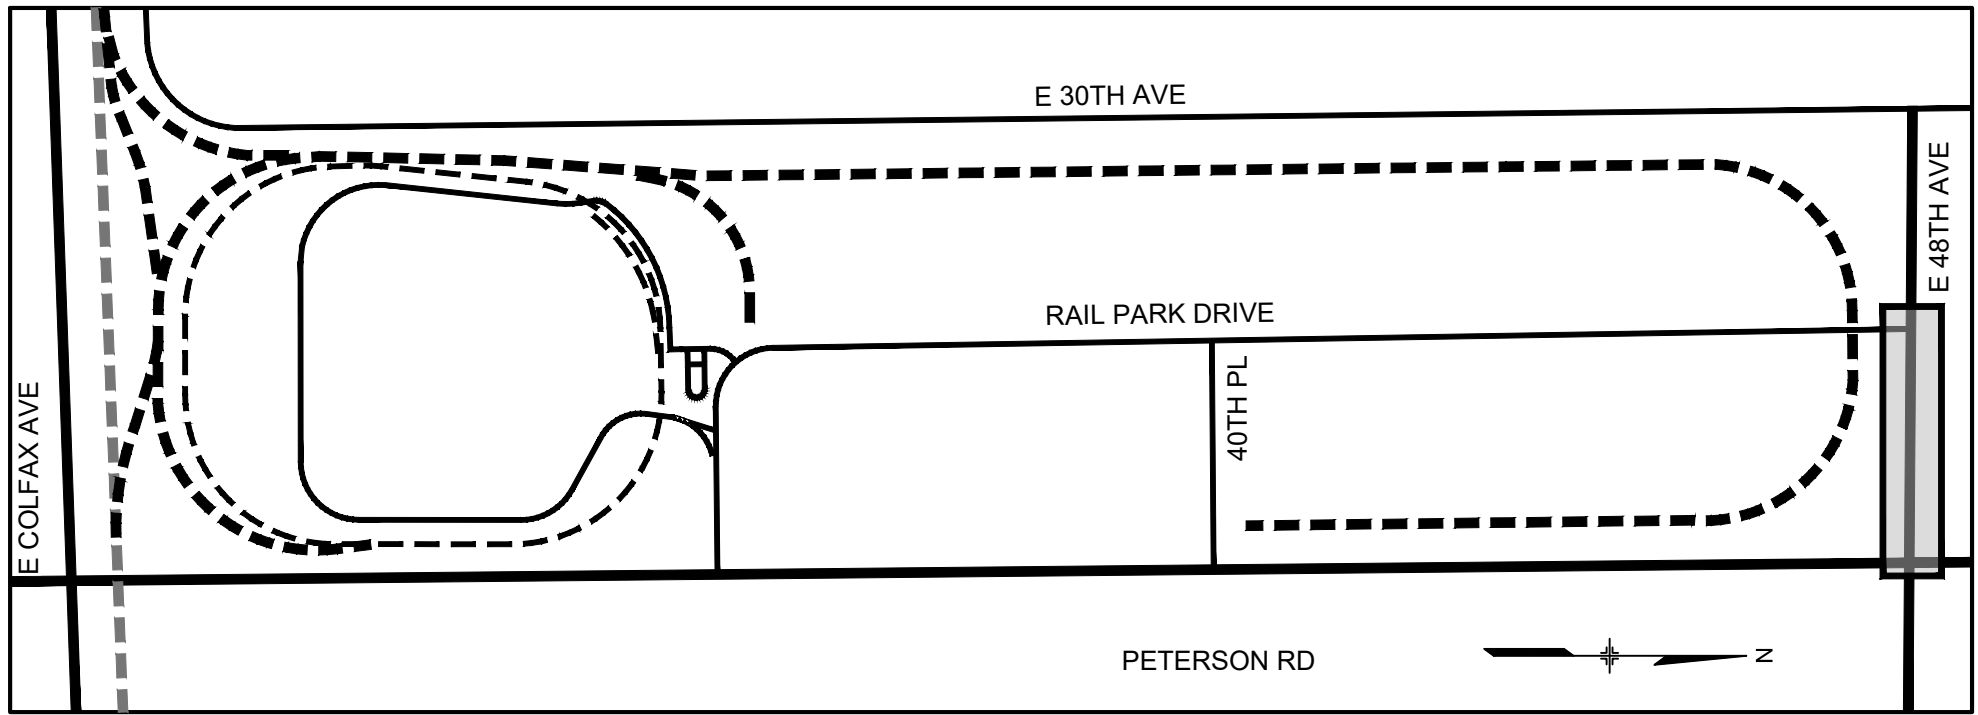 E 30TH AVE
E 48TH AVE
RAIL PARK DRIVE
40TH PL
E COLFAX AVE
PETERSON RD
N